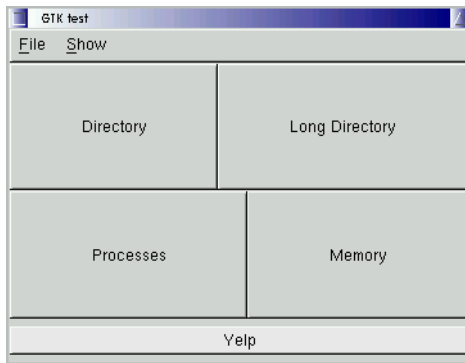 GTK test
File Show
Directory Long Directory
Processes Memory
Yelp